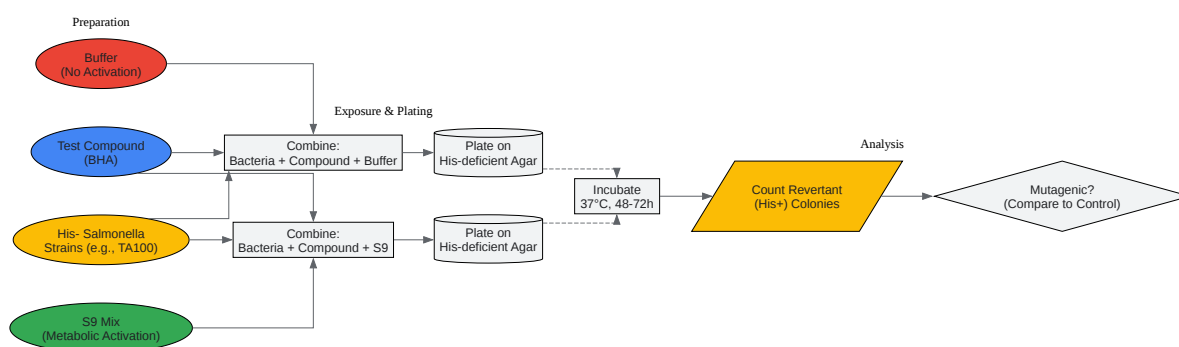 Preparation
Buffer
(No Activation)
Exposure & Plating
Test Compound
(BHA)
Combine:
Bacteria + Compound + Buffer
Plate on
His-deficient Agar
Analysis
Incubate
37°C, 48-72h
Count Revertant
(His+) Colonies
Mutagenic?
(Compare to Control)
His- Salmonella
Strains (e.g., TA100)
Combine:
Bacteria + Compound + S9
Plate on
His-deficient Agar
S9 Mix
(Metabolic Activation)